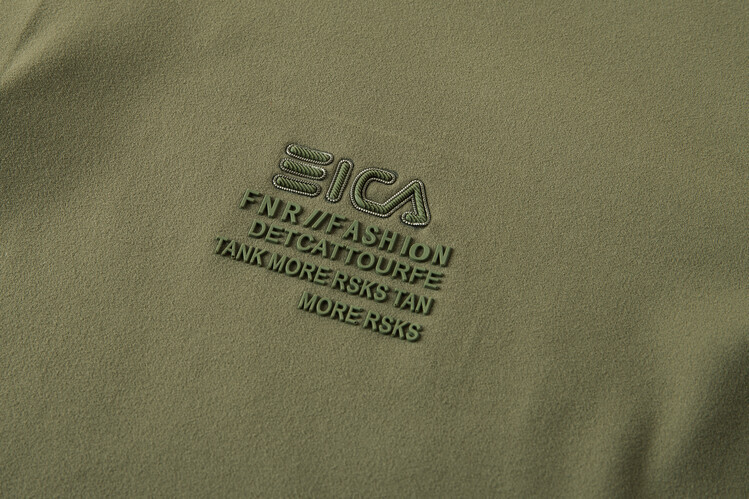 EICA
FNR //FASHION
DETCATTOURFE
TANK MORE RSKS TAN
MORE RSKS